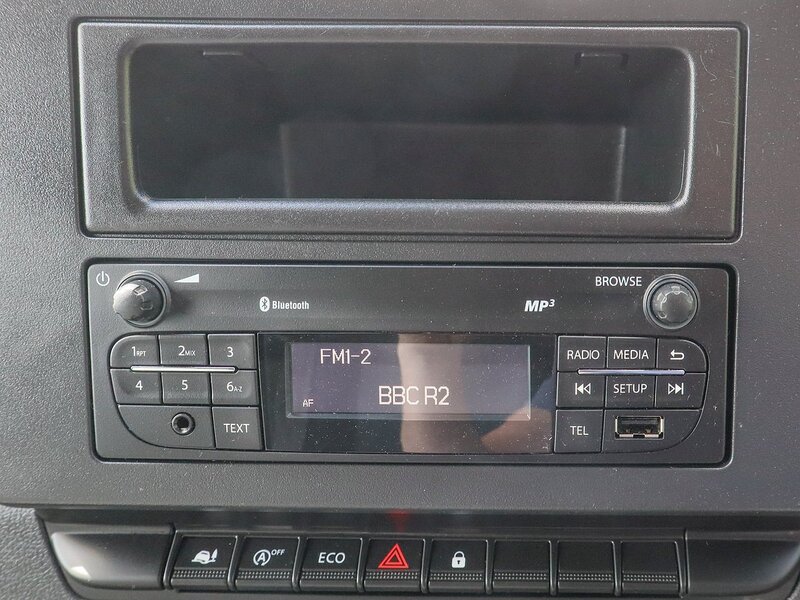 BROWSE
Bluetooth
MP3
1RPT 2MIX 3
4 5 6A-Z
TEXT
FM1-2
AF BBC R2
RADIO MEDIA
SETUP
TEL
A OFF ECO